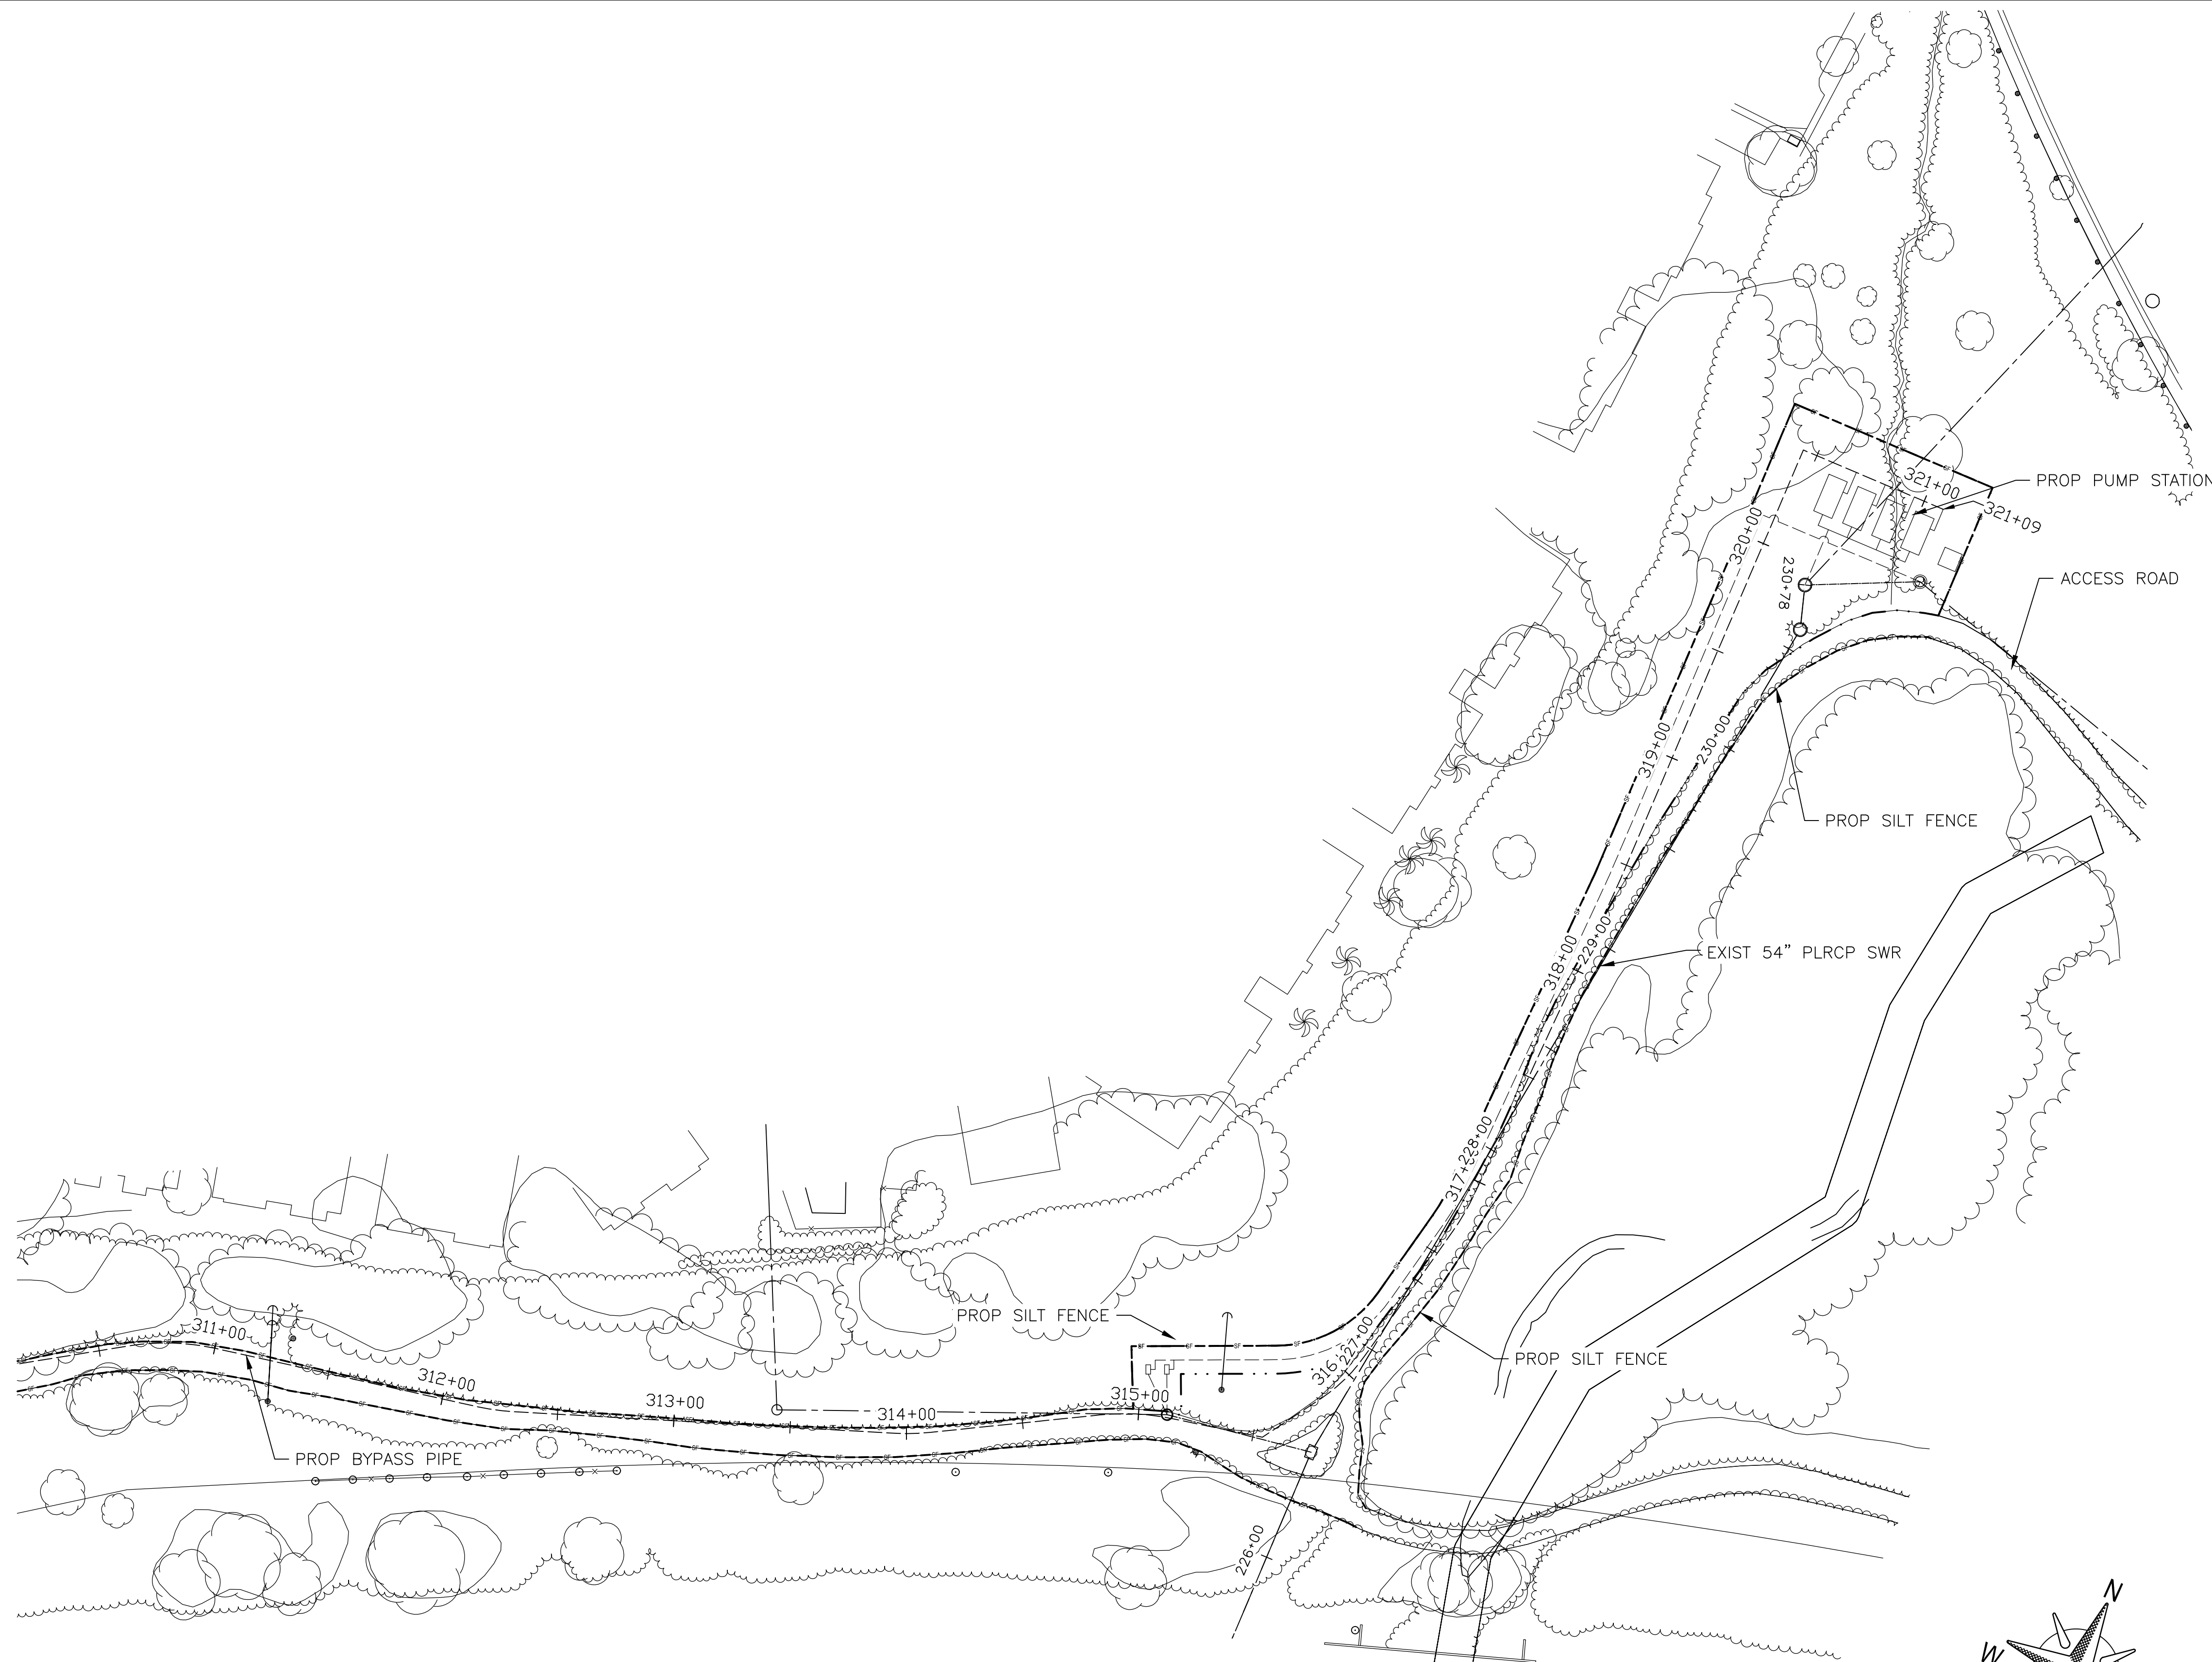 321+00
PROP PUMP STATION
321+09
320+00
230+78
ACCESS ROAD
319+00
230+00
PROP SILT FENCE
318+00
229+00
EXIST 54" PLRCP SWR
228+00
311+00
PROP SILT FENCE
227+00
PROP SILT FENCE
312+00
313+00
314+00
315+00
PROP BYPASS PIPE
226+00
N
W